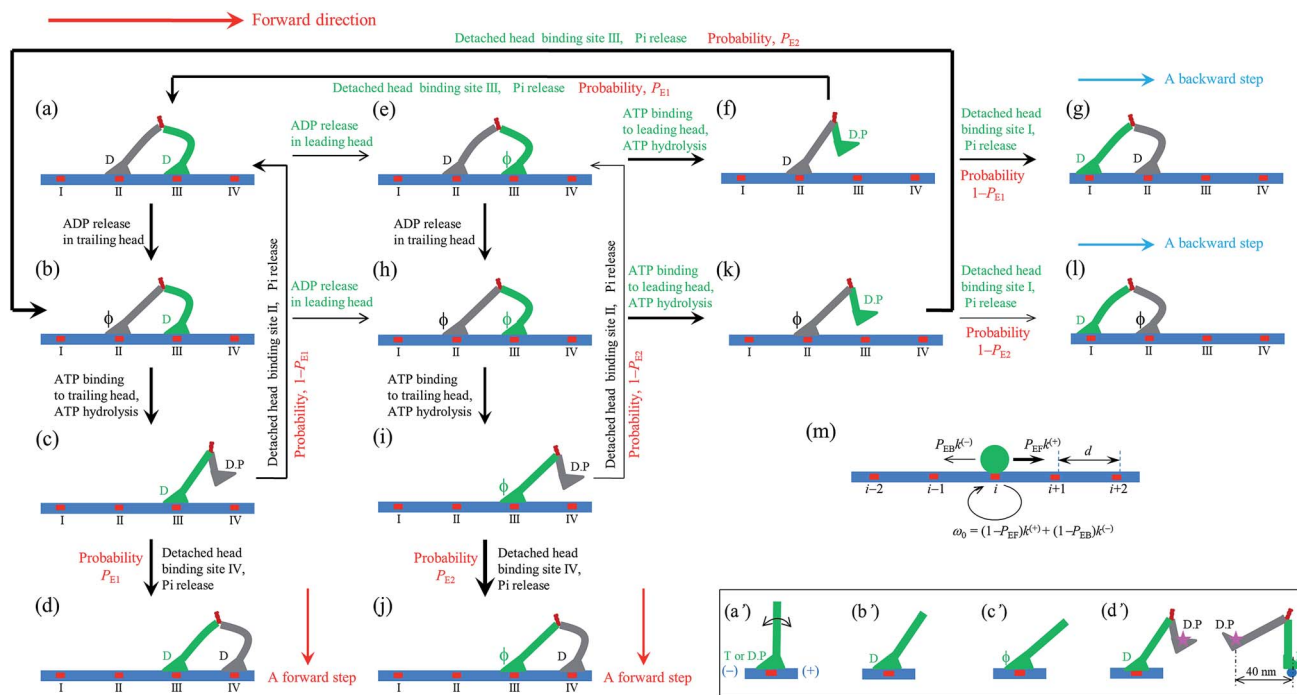 Forward direction
Detached head binding site III, Pi release Probability, PE2
Detached head binding site III, Pi release Probability, PE1
(a)
D
D
I II III IV
ADP release
in leading head
(e)
D
ϕ
I II III IV
ATP binding
to leading head,
ATP hydrolysis
(f)
D
D.P
I II III IV
Detached head
binding site I,
Pi release
Probability
1–PE1
A backward step
(g)
D
D
I II III IV
ADP release
in trailing head
ADP release
in trailing head
(b)
ϕ
D
I II III IV
ADP release
in leading head
(h)
ϕ
ϕ
I II III IV
ATP binding
to leading head,
ATP hydrolysis
(k)
ϕ
D.P
I II III IV
Detached head
binding site I,
Pi release
Probability
1–PE2
A backward step
(l)
D
ϕ
I II III IV
ATP binding
to trailing head,
ATP hydrolysis
Detached head binding site II, Pi release
Probability, 1–PE1
ATP binding
to trailing head,
ATP hydrolysis
Detached head binding site II, Pi release
Probability, 1–PE2
(c)
D
D.P
I II III IV
(i)
ϕ
D.P
I II III IV
Probability
PE1
Detached head
binding site IV,
Pi release
Probability
PE2
Detached head
binding site IV,
Pi release
(d)
D
D
I II III IV
A forward step
(j)
ϕ
D
I II III IV
A forward step
(m)
PEBk(−)
PEFk(+)
d
i−2 i−1 i i+1 i+2
ω0 = (1−PEF)k(+) + (1−PEB)k(−)
(a′)
T or D.P
(−) (+)
(b′)
D
(c′)
ϕ
(d′)
D
D.P
D.P
40 nm